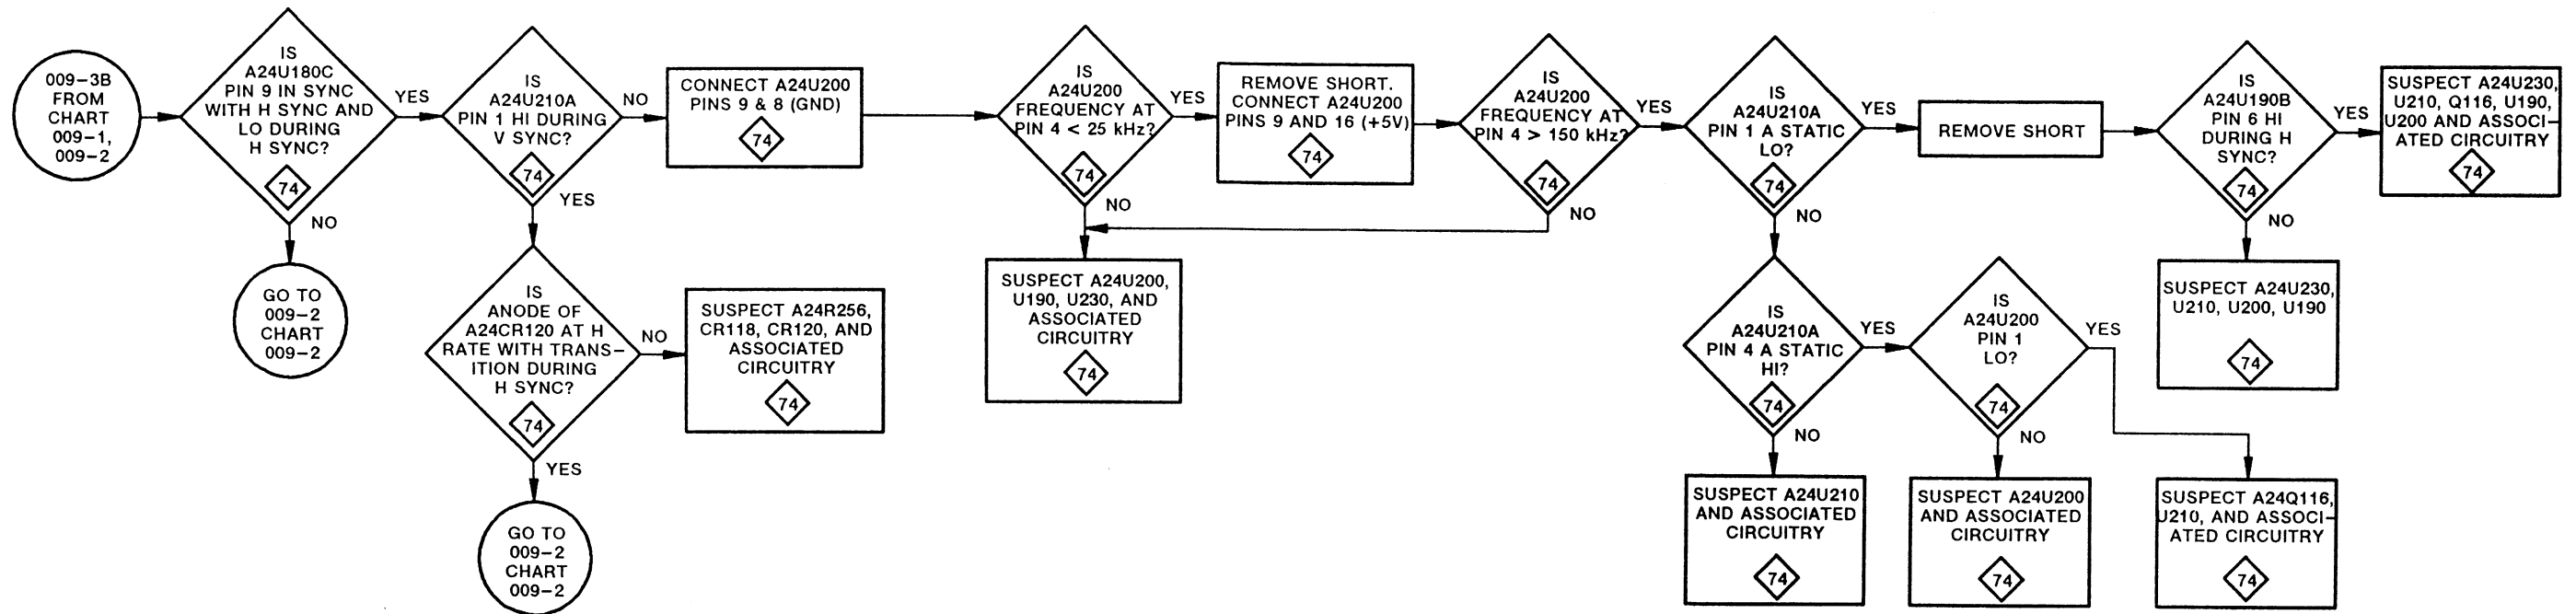 009-3B
FROM
CHART
009-1,
009-2
IS
A24U180C
PIN 9 IN SYNC
WITH H SYNC AND
LO DURING
H SYNC?
74
YES
NO
GO TO
009-2
CHART
009-2
IS
A24U210A
PIN 1 HI DURING
V SYNC?
74
NO
YES
IS
ANODE OF
A24CR120 AT H
RATE WITH TRANS-
ITION DURING
H SYNC?
74
NO
YES
GO TO
009-2
CHART
009-2
SUSPECT A24R256,
CR118, CR120, AND
ASSOCIATED
CIRCUITRY
74
CONNECT A24U200
PINS 9 & 8 (GND)
74
IS
A24U200
FREQUENCY AT
PIN 4 < 25 kHz?
74
YES
NO
SUSPECT A24U200,
U190, U230, AND
ASSOCIATED
CIRCUITRY
74
REMOVE SHORT.
CONNECT A24U200
PINS 9 AND 16 (+5V)
74
IS
A24U200
FREQUENCY AT
PIN 4 > 150 kHz?
74
YES
NO
IS
A24U210A
PIN 1 A STATIC
LO?
74
YES
NO
IS
A24U210A
PIN 4 A STATIC
HI?
74
YES
NO
SUSPECT A24U210
AND ASSOCIATED
CIRCUITRY
74
IS
A24U200
PIN 1
LO?
74
YES
NO
SUSPECT A24U200
AND ASSOCIATED
CIRCUITRY
74
SUSPECT A24Q116,
U210, AND ASSOCI-
ATED CIRCUITRY
74
REMOVE SHORT
IS
A24U190B
PIN 6 HI
DURING H
SYNC?
74
YES
NO
SUSPECT A24U230,
U210, U200, U190
74
SUSPECT A24U230,
U210, Q116, U190,
U200 AND ASSOCI-
ATED CIRCUITRY
74